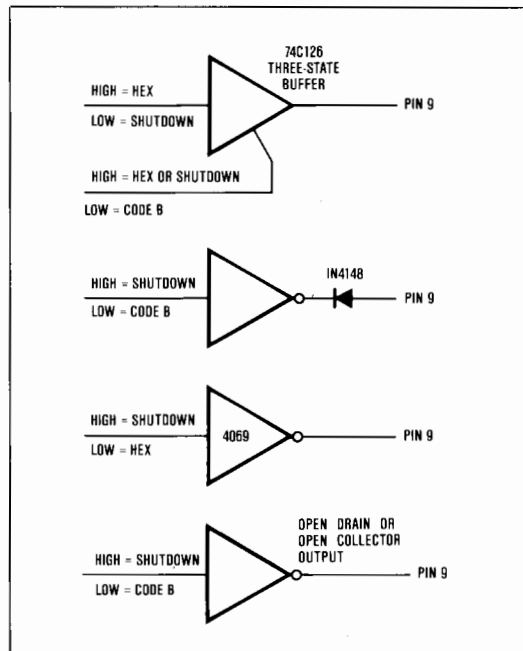 74C126
THREE-STATE
BUFFER
HIGH = HEX
LOW = SHUTDOWN
PIN 9
HIGH = HEX OR SHUTDOWN
LOW = CODE B
IN4148
HIGH = SHUTDOWN
LOW = CODE B
PIN 9
HIGH = SHUTDOWN
LOW = HEX
4069
PIN 9
OPEN DRAIN OR
OPEN COLLECTOR
OUTPUT
HIGH = SHUTDOWN
LOW = CODE B
PIN 9